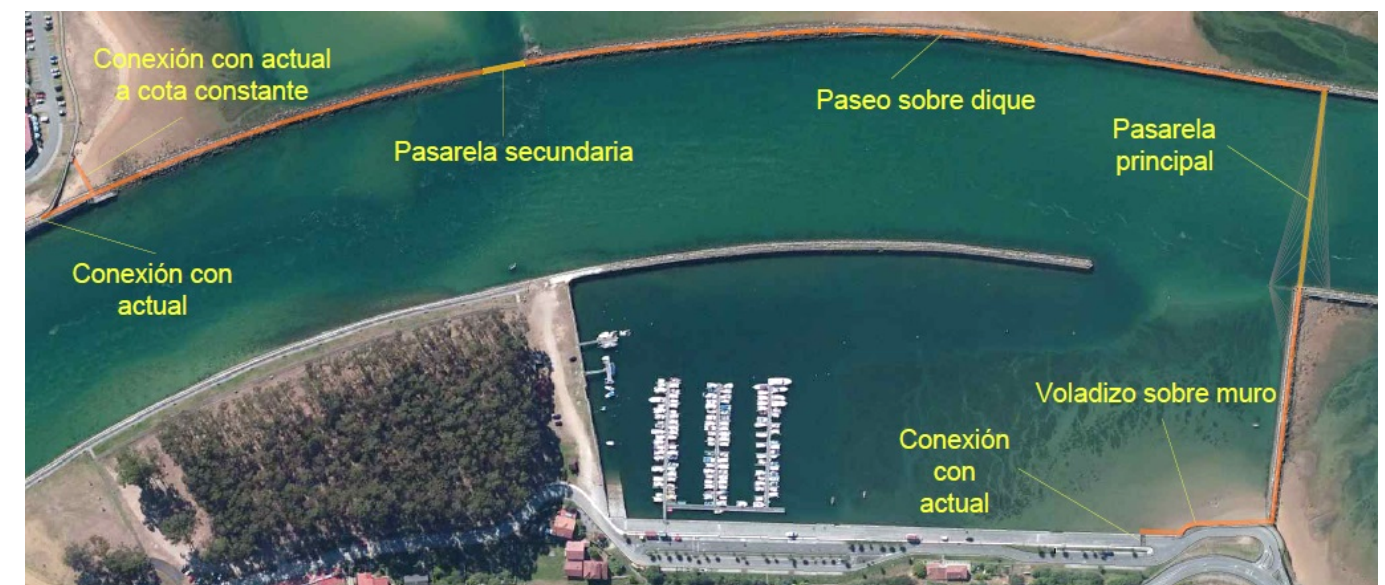 Conexión con actual
a cota constante
Paseo sobre dique
Pasarela secundaria
Pasarela
principal
Conexión con
actual
Voladizo sobre muro
Conexión
con
actual